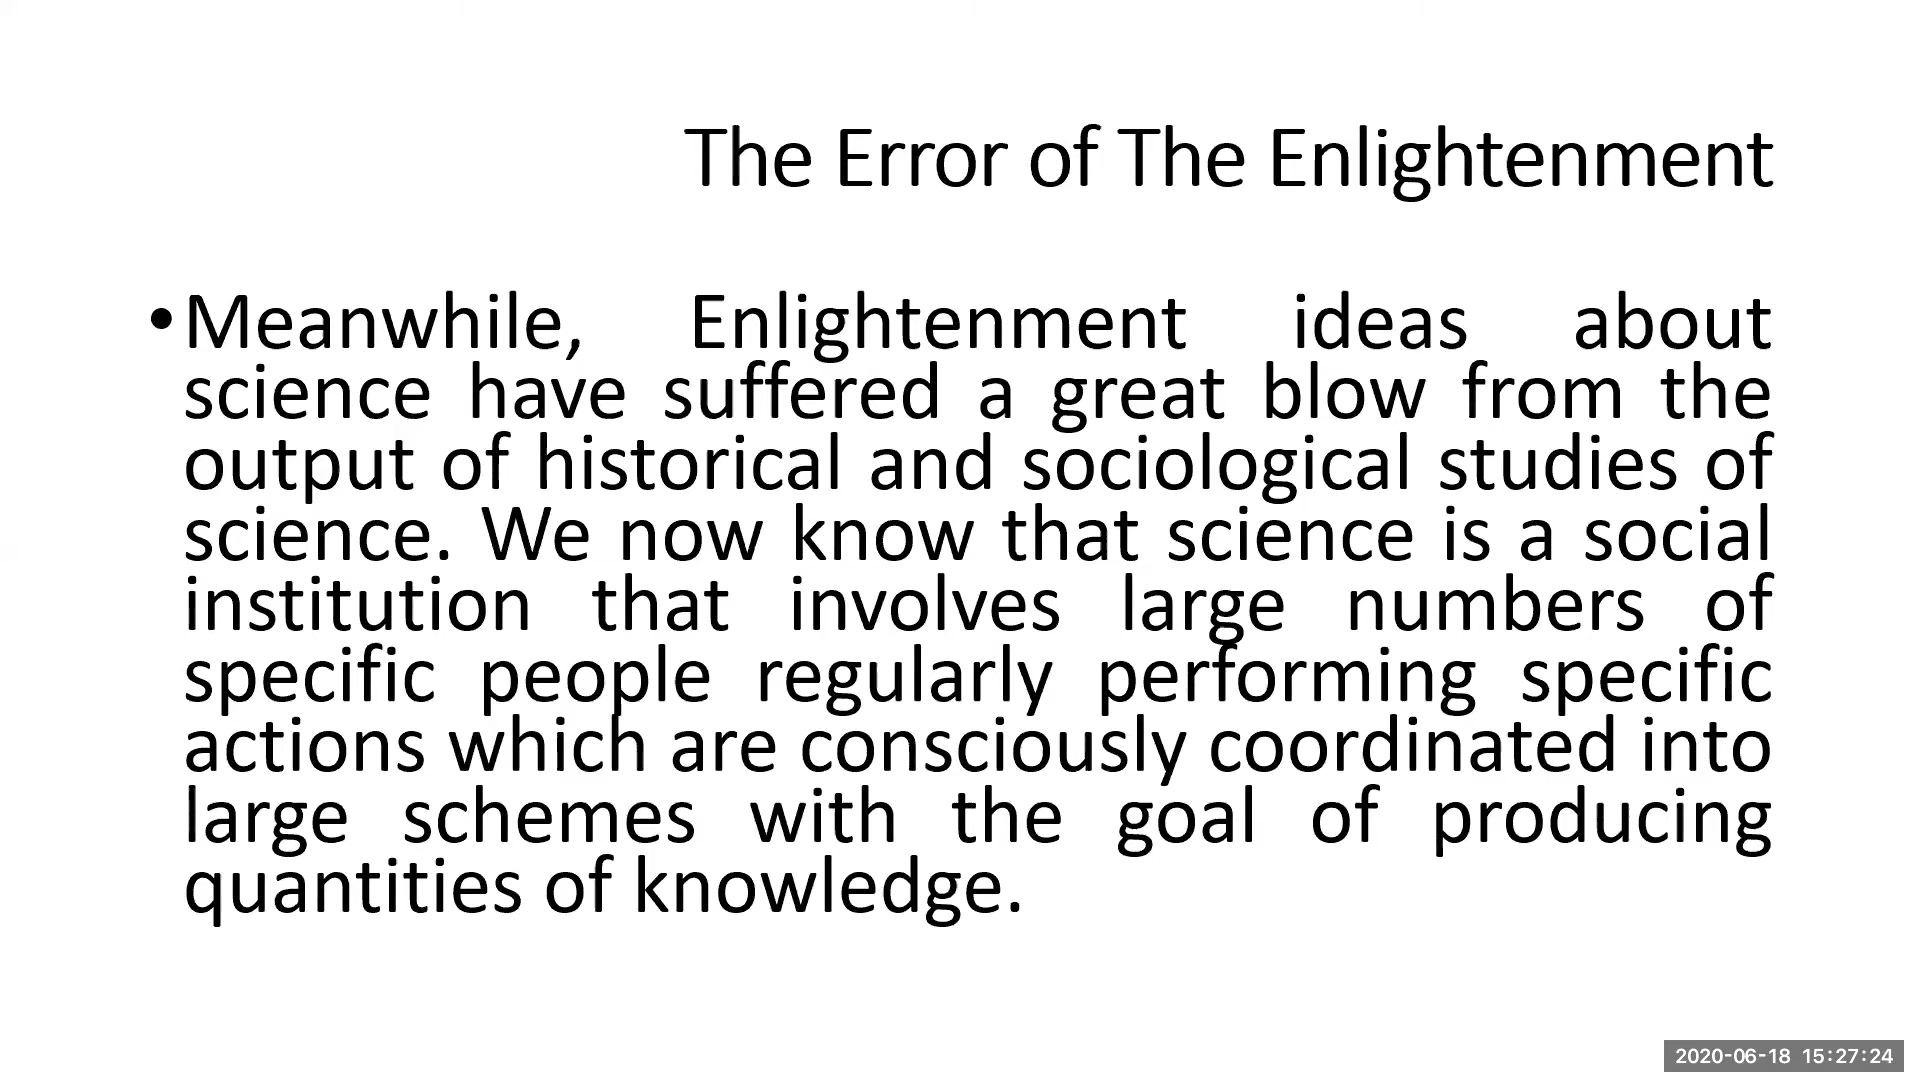 The Error of The Enlightenment
•Meanwhile, Enlightenment ideas about
science have suffered a great blow from the
output of historical and sociological studies of
science. We now know that science is a social
institution that involves large numbers of
specific people regularly performing specific
actions which are consciously coordinated into
large schemes with the goal of producing
quantities of knowledge.
2020-06-18 15:27:24